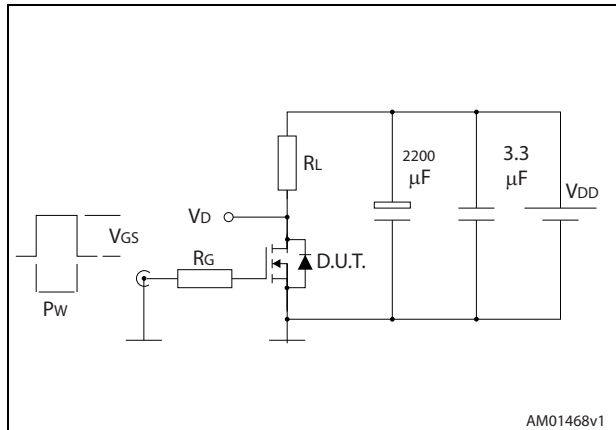 RL
2200
μF
3.3
μF
VDD
VD
VGS
RG
D.U.T.
PW
AM01468v1